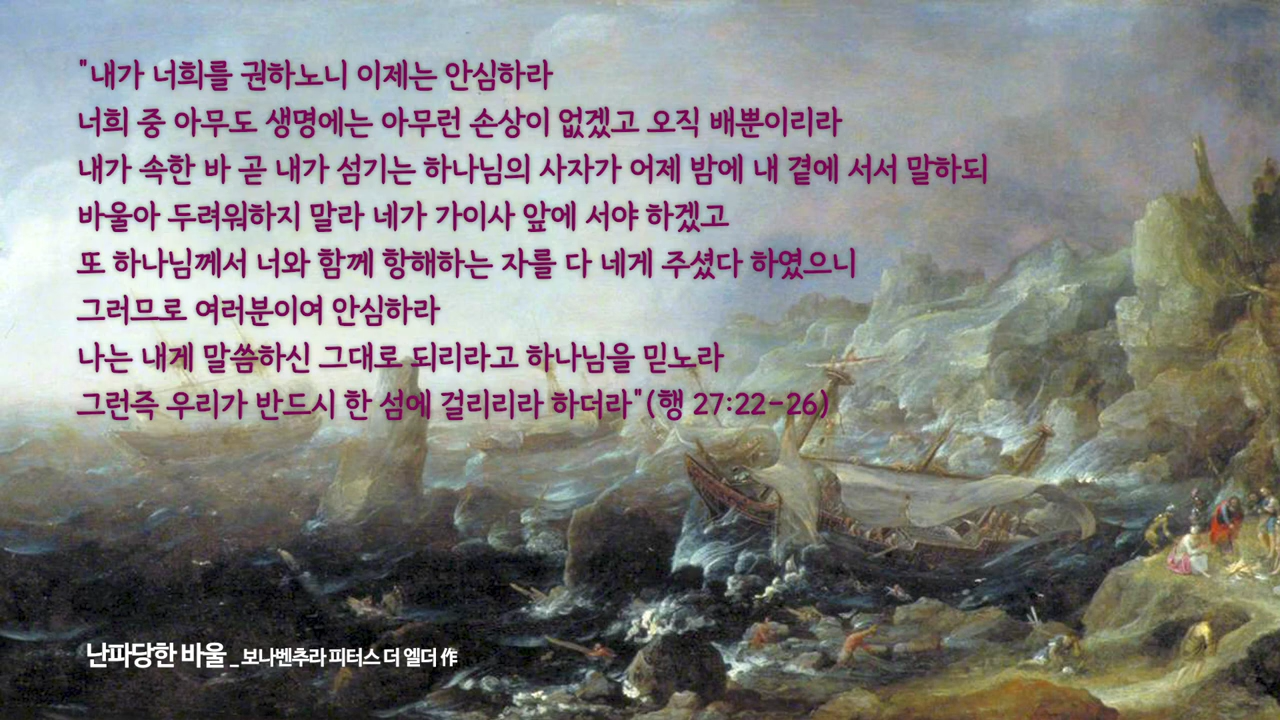 "내가 너희를 권하노니 이제는 안심하라
너희 중 아무도 생명에는 아무런 손상이 없겠고 오직 배뿐이리라
내가 속한 바 곧 내가 섬기는 하나님의 사자가 어제 밤에 내 곁에 서서 말하되
바울아 두려워하지 말라 네가 가이사 앞에 서야 하겠고
또 하나님께서 너와 함께 항해하는 자를 다 네게 주셨다 하였으니
그러므로 여러분이여 안심하라
나는 내게 말씀하신 그대로 되리라고 하나님을 믿노라
그런즉 우리가 반드시 한 섬에 걸리리라 하더라"(행 27:22-26)
난파당한 바울 _ 보나벤추라 피터스 더 엘더 作